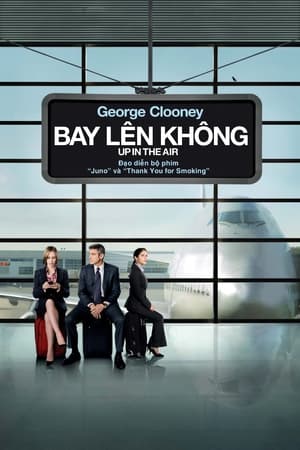 George Clooney
BAY LÊN KHÔNG
UP IN THE AIR
Đạo diễn bộ phim
“Juno” và “Thank You for Smoking”